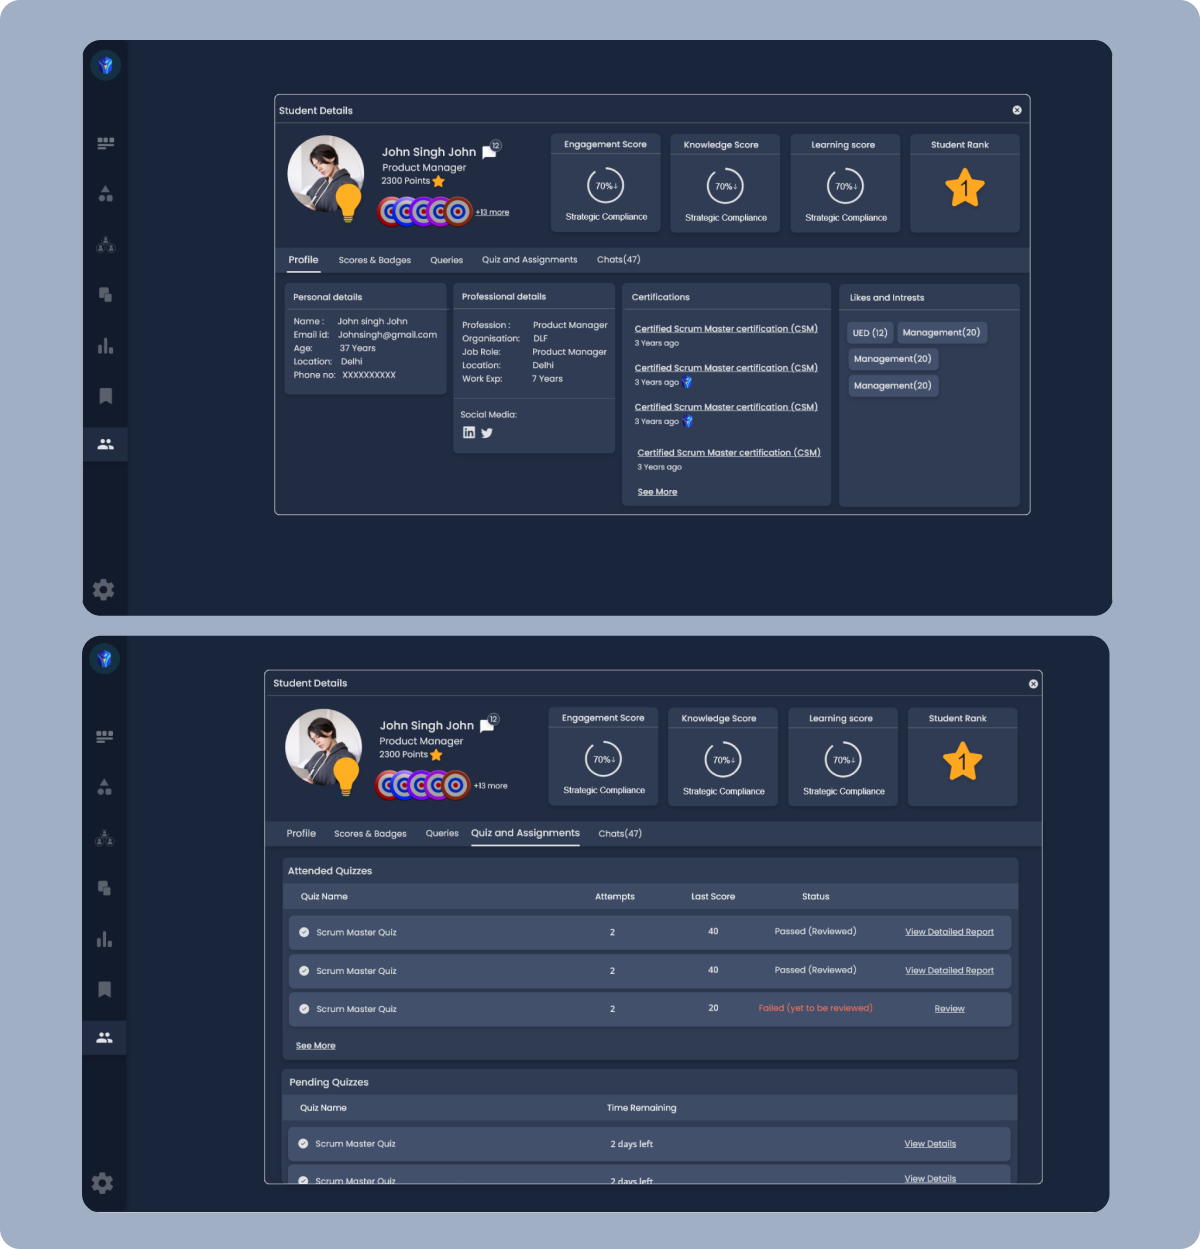 Student Details
John Singh John 12
Product Manager
2300 Points
+13 more
Engagement Score
70%↓
Strategic Compliance
Knowledge Score
70%↓
Strategic Compliance
Learning score
70%↓
Strategic Compliance
Student Rank
1
Profile Scores & Badges Queries Quiz and Assignments Chats(47)
Personal details
Name : John singh John
Email id: Johnsingh@gmail.com
Age: 37 Years
Location: Delhi
Phone no: XXXXXXXXXX
Professional details
Profession : Product Manager
Organisation: DLF
Job Role: Product Manager
Location: Delhi
Work Exp: 7 Years
Social Media:
Certifications
Certified Scrum Master certification (CSM)
3 Years ago
Certified Scrum Master certification (CSM)
3 Years ago
Certified Scrum Master certification (CSM)
3 Years ago
Certified Scrum Master certification (CSM)
3 Years ago
See More
Likes and Intrests
UED (12) Management(20)
Management(20)
Management(20)
Student Details
John Singh John 12
Product Manager
2300 Points
+13 more
Engagement Score
70%↓
Strategic Compliance
Knowledge Score
70%↓
Strategic Compliance
Learning score
70%↓
Strategic Compliance
Student Rank
1
Profile Scores & Badges Queries Quiz and Assignments Chats(47)
Attended Quizzes
Quiz Name Attempts Last Score Status
Scrum Master Quiz 2 40 Passed (Reviewed) View Detailed Report
Scrum Master Quiz 2 40 Passed (Reviewed) View Detailed Report
Scrum Master Quiz 2 20 Failed (yet to be reviewed) Review
See More
Pending Quizzes
Quiz Name Time Remaining
Scrum Master Quiz 2 days left View Details
Scrum Master Quiz 2 days left View Details